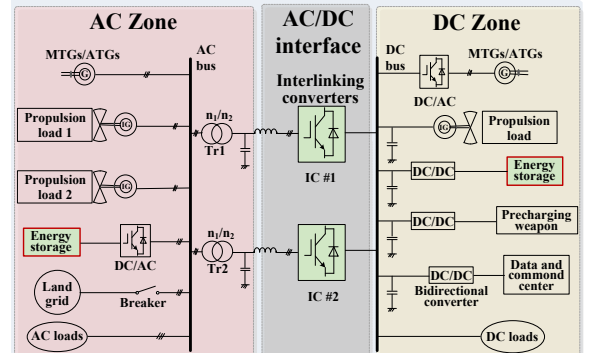 AC Zone
AC/DC
interface
DC Zone
MTGs/ATGs
G
AC
bus
Propulsion
load 1
IG
n1/n2
Tr1
Propulsion
load 2
IG
Energy
storage
DC/AC
n1/n2
Tr2
Land
grid
Breaker
AC loads
Interlinking
converters
IC #1
IC #2
DC
bus
MTGs/ATGs
G
DC/AC
IG
Propulsion
load
DC/DC
Energy
storage
DC/DC
Precharging
weapon
DC/DC
Bidirectional
converter
Data and
commond
center
DC loads